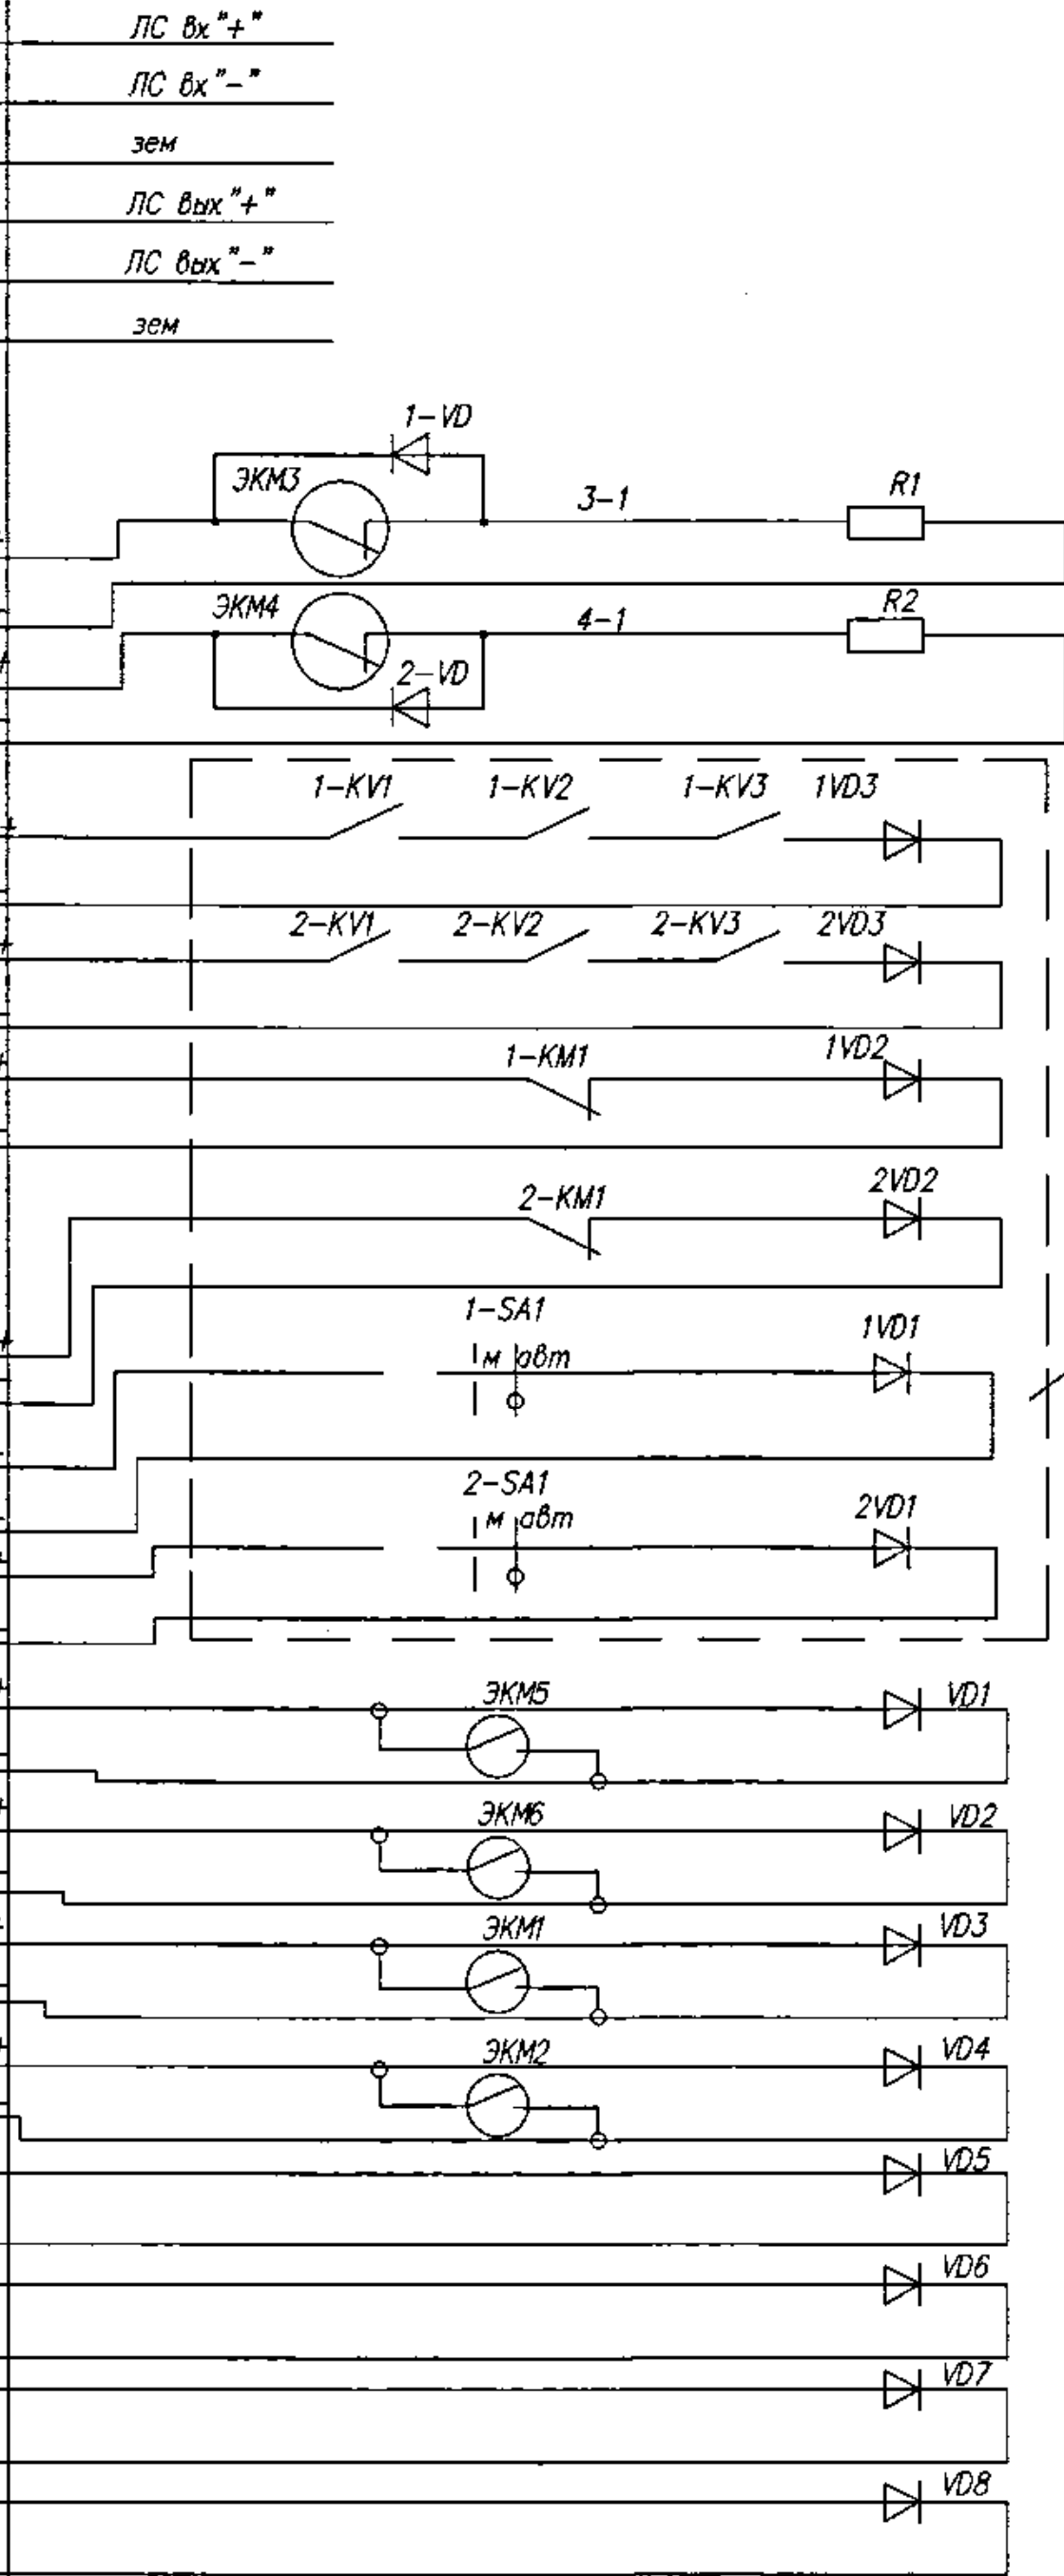 ЛС вх "+"
ЛС вх "-"
зем
ЛС вых "+"
ЛС вых "-"
зем
1-VD
ЭКМ3
3-1
R1
ЭКМ4
4-1
R2
2-VD
1-KV1 1-KV2 1-KV3 1VD3
2-KV1 2-KV2 2-KV3 2VD3
1-KM1 1VD2
2-KM1 2VD2
1-SA1
м авт
1VD1
2-SA1
м авт
2VD1
ЭКМ5 VD1
ЭКМ6 VD2
ЭКМ1 VD3
ЭКМ2 VD4
VD5
VD6
VD7
VD8